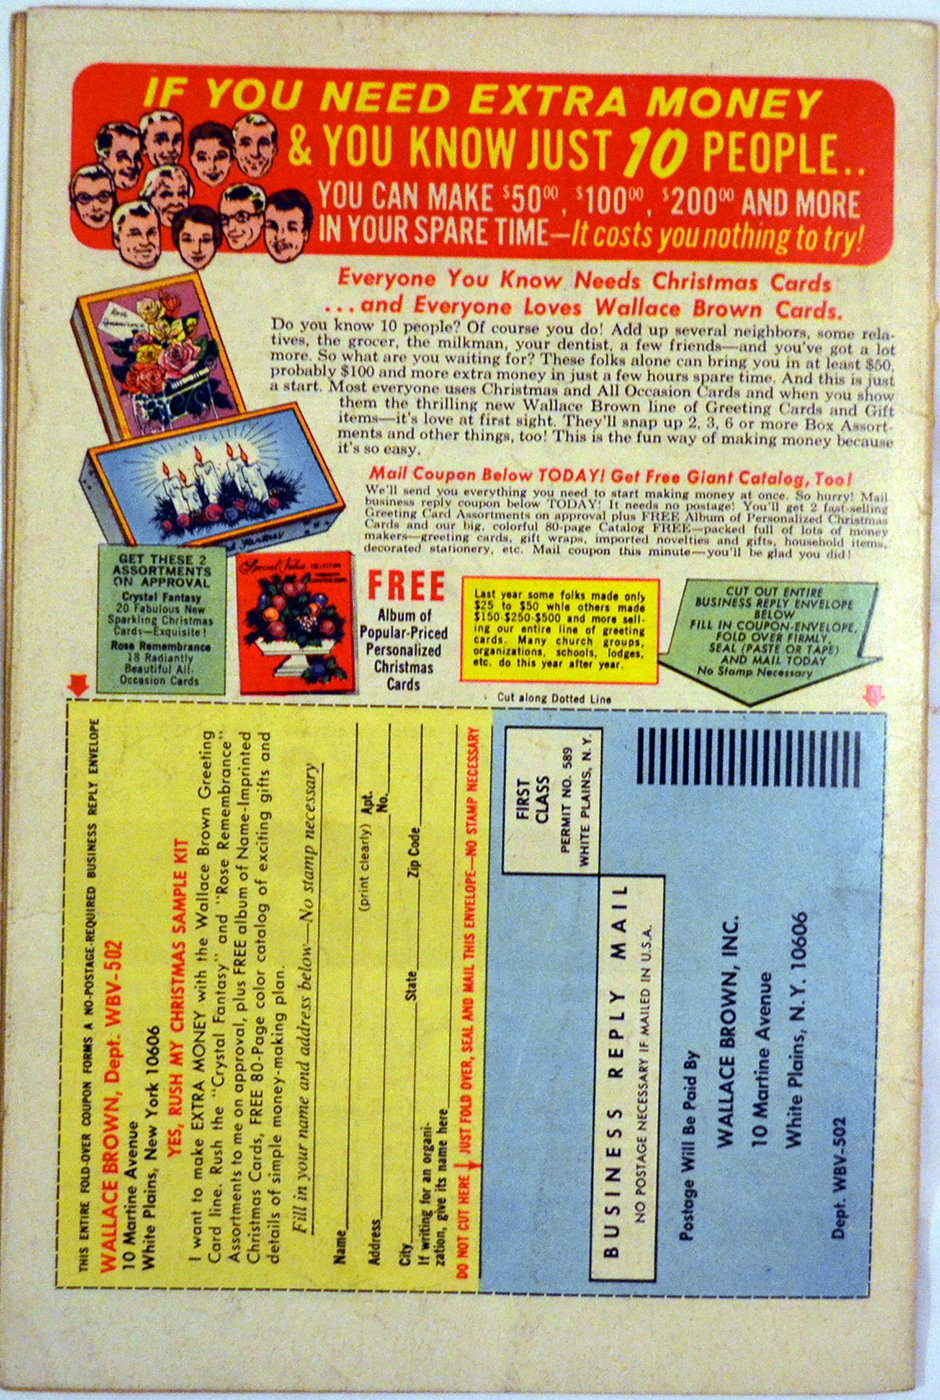 IF YOU NEED EXTRA MONEY
& YOU KNOW JUST 10 PEOPLE..
YOU CAN MAKE $5000, $10000, $20000 AND MORE
IN YOUR SPARE TIME—It costs you nothing to try!
Everyone You Know Needs Christmas Cards
...and Everyone Loves Wallace Brown Cards.
Do you know 10 people? Of course you do! Add up several neighbors, some rela-
tives, the grocer, the milkman, your dentist, a few friends—and you've got a lot
more. So what are you waiting for? These folks alone can bring you in at least $50,
probably $100 and more extra money in just a few hours spare time. And this is just
a start. Most everyone uses Christmas and All Occasion Cards and when you show
them the thrilling new Wallace Brown line of Greeting Cards and Gift
items—it's love at first sight. They'll snap up 2, 3, 6 or more Box Assort-
ments and other things, too! This is the fun way of making money because
it's so easy.
Mail Coupon Below TODAY! Get Free Giant Catalog, Too!
We'll send you everything you need to start making money at once. So hurry! Mail
business reply coupon below TODAY! It needs no postage! You'll get 2 fast-selling
Greeting Card Assortments on approval plus FREE Album of Personalized Christmas
Cards and our big, colorful 80-page Catalog FREE—packed full of lots of money
makers—greeting cards, gift wraps, imported novelties and gifts, household items,
decorated stationery, etc. Mail coupon this minute—you'll be glad you did!
Rose
Fantasy
GET THESE 2
ASSORTMENTS
ON APPROVAL
Crystal Fantasy
20 Fabulous New
Sparkling Christmas
Cards—Exquisite!
Rose Remembrance
18 Radiantly
Beautiful All-
Occasion Cards
Special Value COLLECTION
FREE
Album of
Popular-Priced
Personalized
Christmas
Cards
Last year some folks made only
$25 to $50 while others made
$150-$250-$500 and more sell-
ing our entire line of greeting
cards. Many church groups,
organizations, schools, lodges,
etc. do this year after year.
CUT OUT ENTIRE
BUSINESS REPLY ENVELOPE
BELOW
FILL IN COUPON-ENVELOPE,
FOLD OVER FIRMLY,
SEAL (PASTE OR TAPE)
AND MAIL TODAY
No Stamp Necessary
Cut along Dotted Line
THIS ENTIRE FOLD-OVER COUPON FORMS A NO-POSTAGE-REQUIRED BUSINESS REPLY ENVELOPE
WALLACE BROWN, Dept. WBV-502
10 Martine Avenue
White Plains, New York 10606
YES, RUSH MY CHRISTMAS SAMPLE KIT
I want to make EXTRA MONEY with the Wallace Brown Greeting
Card line. Rush the "Crystal Fantasy" and "Rose Remembrance"
Assortments to me on approval, plus FREE album of Name-Imprinted
Christmas Cards, FREE 80-Page color catalog of exciting gifts and
details of simple money-making plan.
Fill in your name and address below—No stamp necessary
Name
(print clearly)
Address Apt. No.
City State Zip Code
If writing for an organi-
zation, give its name here
DO NOT CUT HERE JUST FOLD OVER, SEAL AND MAIL THIS ENVELOPE—NO STAMP NECESSARY
FIRST
CLASS
PERMIT NO. 589
WHITE PLAINS, N.Y.
BUSINESS REPLY MAIL
NO POSTAGE NECESSARY IF MAILED IN U.S.A.
Postage Will Be Paid By
WALLACE BROWN, INC.
10 Martine Avenue
White Plains, N.Y. 10606
Dept. WBV-502